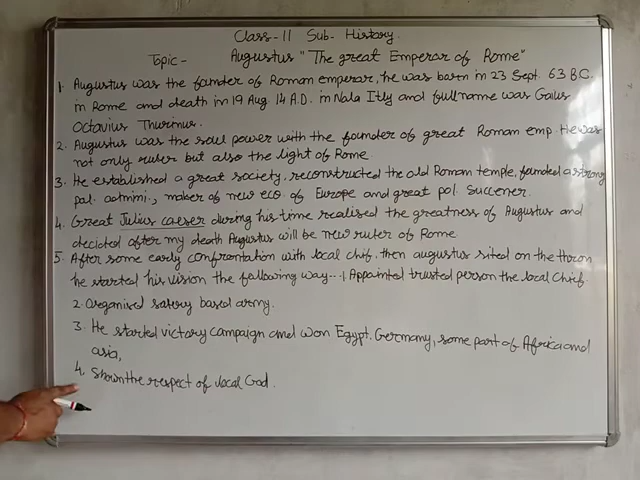 Class-11 Sub- History.
Topic - Augustus "The great Emperor of Rome"
1. Augustus was the founder of Roman emperor, he was born in 23 Sept. 63 B.C.
in Rome and death in 19 Aug 14 A.D. in Nala Itly and full name was Gaius
Octavius Thurinus.
2. Augustus was the soul power with the founder of great Roman emp. He was
not only ruler but also the light of Rome.
3. He established a great society, reconstructed the old Roman temple, founded a strong
pol. admini., maker of new eco of Europe and great pol. Succener.
4. Great Julius caeser during his time realised the greatness of Augustus and
decided after my death Augustus will be new ruler of Rome
5. After some early confrontation with local chif, then augustus sited on the thron
he started his vision the following way... 1 Appointed trusted person the local Chief.
2. Organised salery based army.
3. He started victory campaign and won Egypt, Germany, some part of Africa and
asia,
4. Shown the respect of local God.